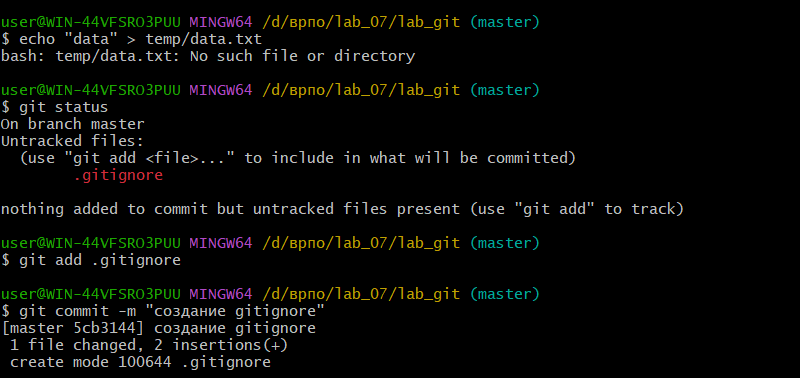 user@WIN-44VFSRO3PUU MINGW64 /d/врпо/lab_07/lab_git (master)
$ echo "data" > temp/data.txt
bash: temp/data.txt: No such file or directory
user@WIN-44VFSRO3PUU MINGW64 /d/врпо/lab_07/lab_git (master)
$ git status
On branch master
Untracked files:
  (use "git add <file>..." to include in what will be committed)
        .gitignore
nothing added to commit but untracked files present (use "git add" to track)
user@WIN-44VFSRO3PUU MINGW64 /d/врпо/lab_07/lab_git (master)
$ git add .gitignore
user@WIN-44VFSRO3PUU MINGW64 /d/врпо/lab_07/lab_git (master)
$ git commit -m "создание gitignore"
[master 5cb3144] создание gitignore
 1 file changed, 2 insertions(+)
 create mode 100644 .gitignore